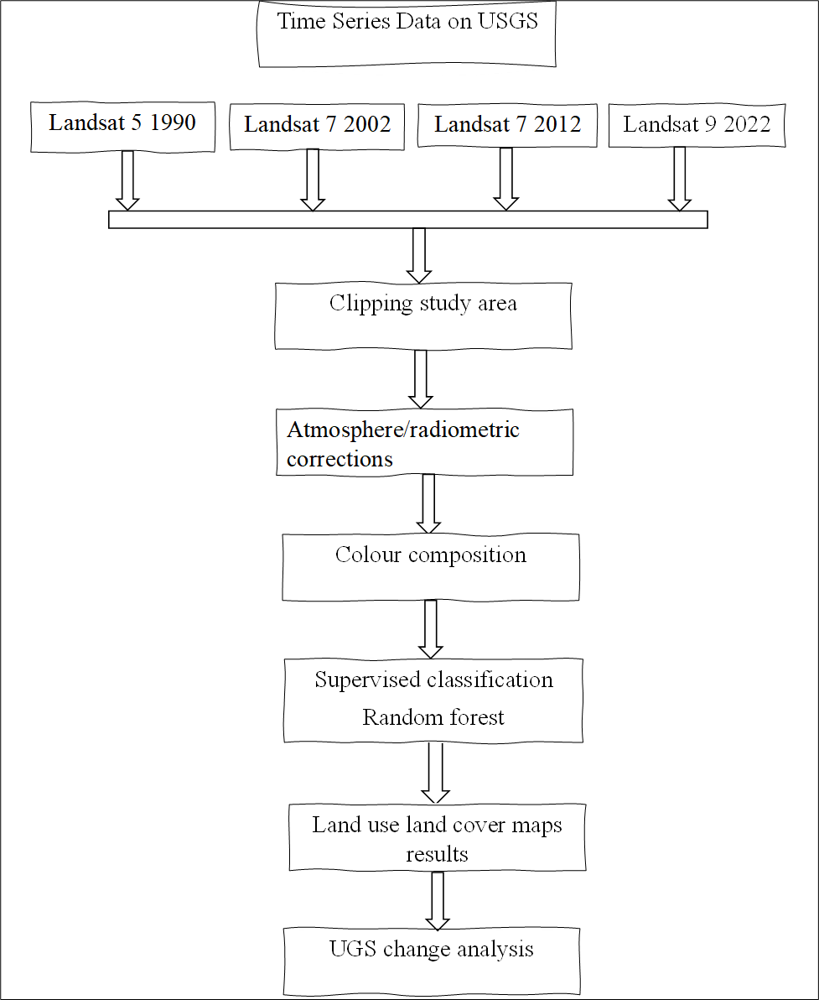 Time Series Data on USGS
Landsat 5 1990
Landsat 7 2002
Landsat 7 2012
Landsat 9 2022
Clipping study area
Atmosphere/radiometric
corrections
Colour composition
Supervised classification
Random forest
Land use land cover maps
results
UGS change analysis